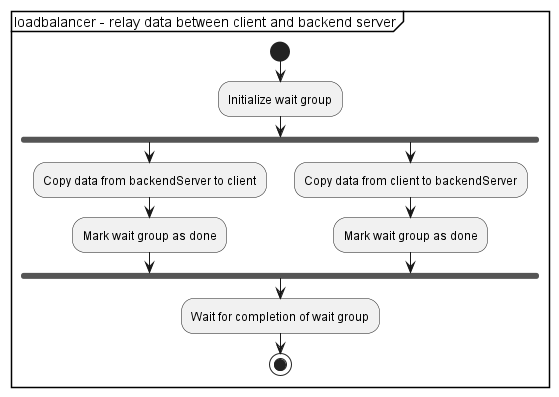 loadbalancer - relay data between client and backend server
Initialize wait group
Copy data from backendServer to client
Copy data from client to backendServer
Mark wait group as done
Mark wait group as done
Wait for completion of wait group